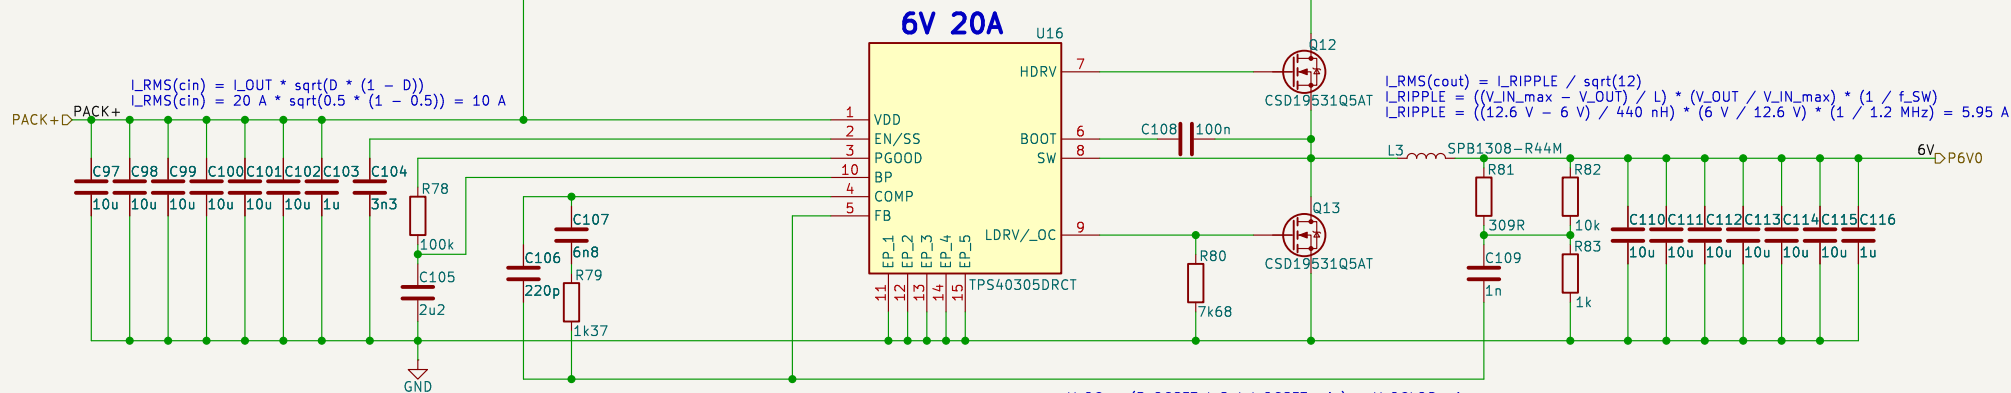 6V 20A
U16
Q12
I_RMS(cin) = I_OUT * sqrt(D * (1 - D))
I_RMS(cin) = 20 A * sqrt(0.5 * (1 - 0.5)) = 10 A
I_RMS(cout) = I_RIPPLE / sqrt(12)
I_RIPPLE = ((V_IN_max - V_OUT) / L) * (V_OUT / V_IN_max) * (1 / f_SW)
I_RIPPLE = ((12.6 V - 6 V) / 440 nH) * (6 V / 12.6 V) * (1 / 1.2 MHz) = 5.95 A
HDRV 7
CSD19531Q5AT
PACK+ PACK+
1 VDD
2 EN/SS
3 PGOOD
10 BP
4 COMP
5 FB
BOOT 6
SW 8
LDRV/_OC 9
C108 100n
L3 SPB1308-R44M
6V P6V0
C97 C98 C99 C100 C101 C102 C103 C104
10u 10u 10u 10u 10u 10u 1u 3n3
R78
100k
C105
2u2
C107
6n8
C106
220p
R79
1k37
EP_1 EP_2 EP_3 EP_4 EP_5
11 12 13 14 15
TPS40305DRCT
Q13
CSD19531Q5AT
R80
7k68
R81
309R
R82
10k
R83
1k
C109
1n
C110 C111 C112 C113 C114 C115 C116
10u 10u 10u 10u 10u 10u 1u
GND